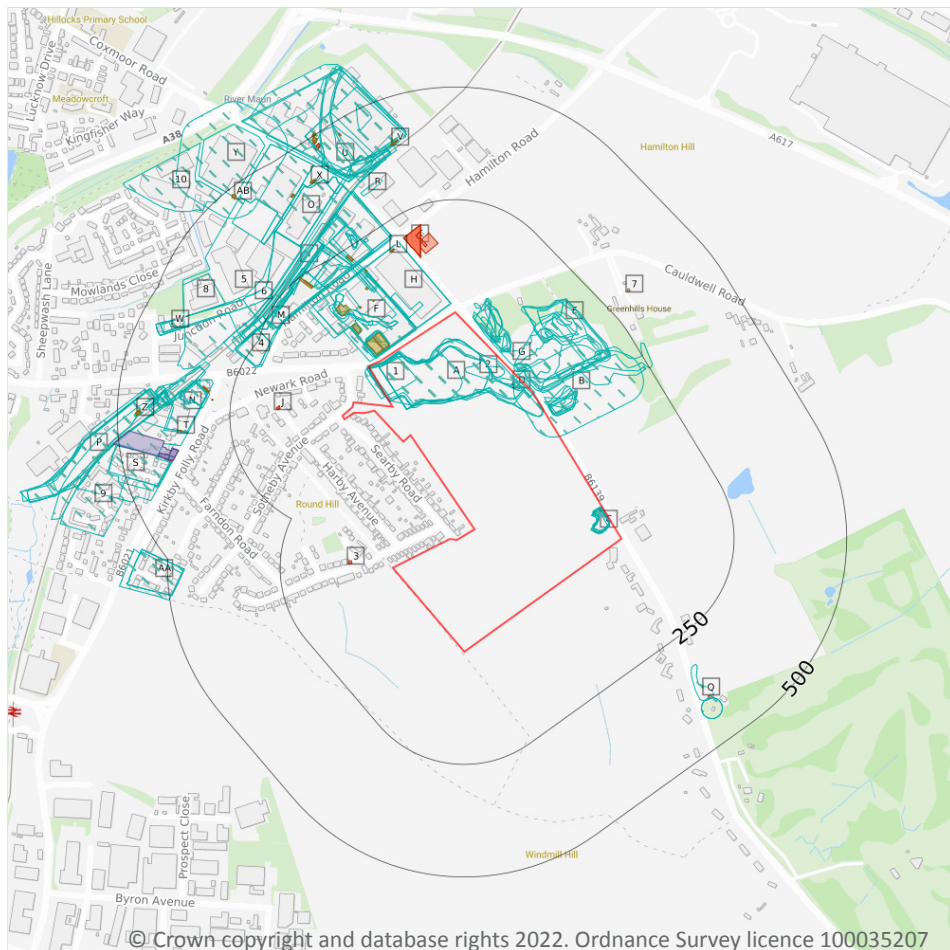 Hillocks Primary School
Coxmoor Road
Lucknow Drive
Meadowcroft
Kingfisher Way
River Maun
A38
V
A617
Hamilton Hill
Hamilton Road
Y
U
10
AB
X
R
O
L
Sheepwash Lane
Mowlands Close
5
8
6
H
Cauldwell Road
7
Greenhills House
W
Junction Road
M
F
E
4
B6022
G
1
A
2
D
B
Newark Road
Z
N
J
T
P
S
Kirkby Folly Road
Sotheby Avenue
Searby Road
Harby Avenue
9
Round Hill
B6139
C
Farndon Road
3
B6021
AA
250
500
Q
Prospect Close
Windmill Hill
Byron Avenue
© Crown copyright and database rights 2022. Ordnance Survey licence 100035207